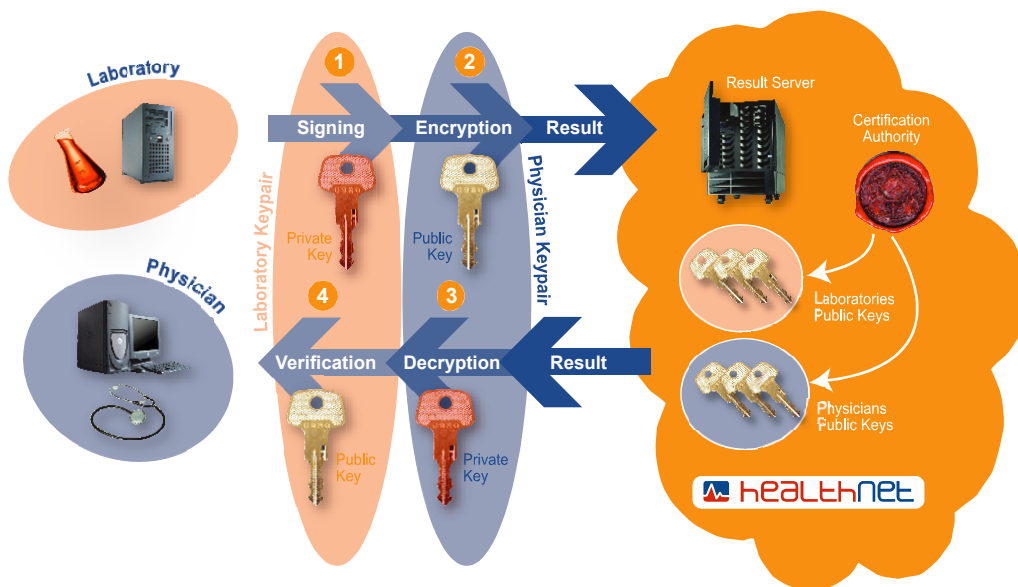 Laboratory
Physician
1
2
Signing
Encryption
Result
Private
Key
Public
Key
Laboratory Keypair
Physician Keypair
4
3
Verification
Decryption
Result
Public
Key
Private
Key
Result Server
Certification
Authority
Laboratories
Public Keys
Physicians
Public Keys
healthnet